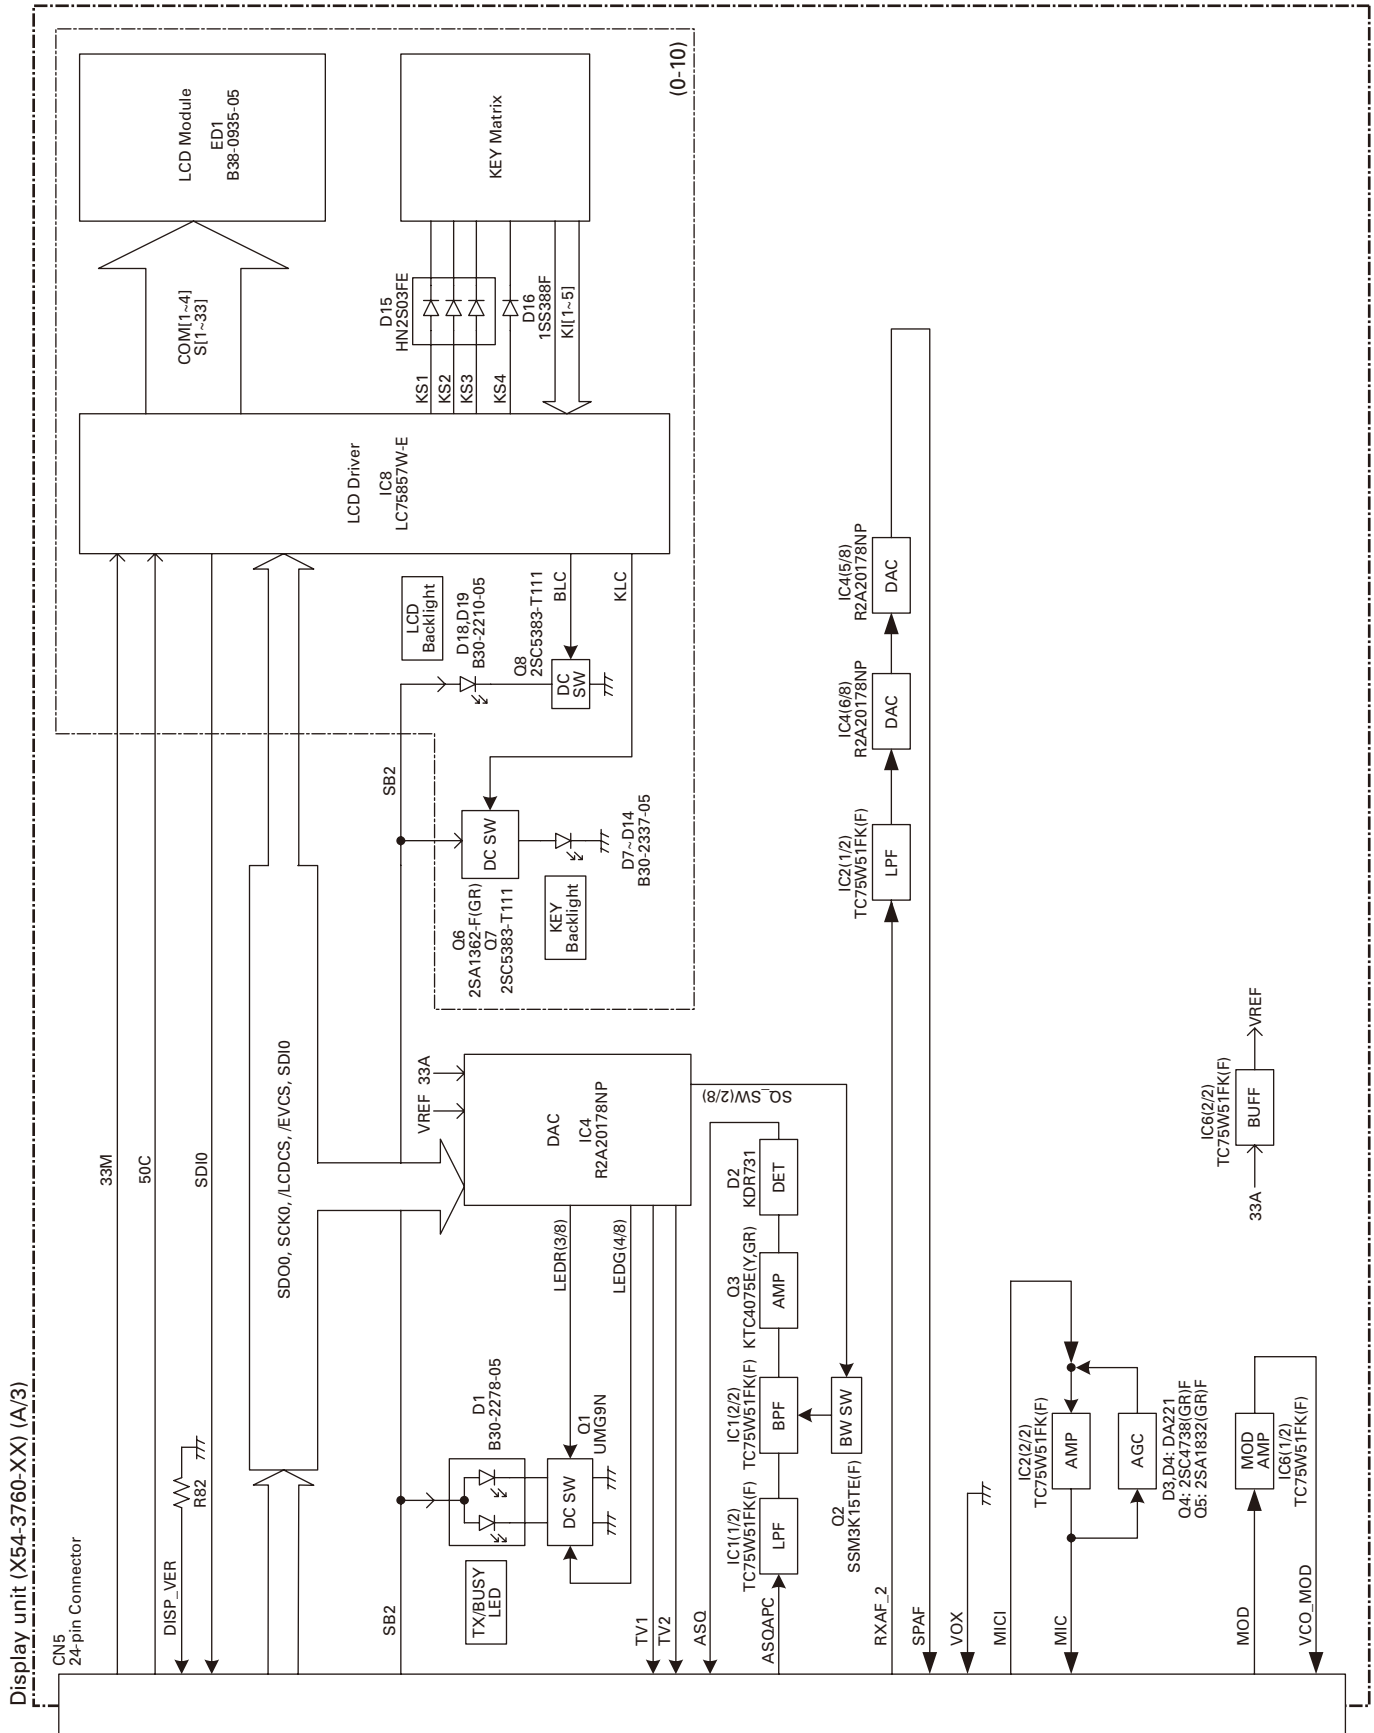 Display unit (X54-3760-XX) (A/3)
CN5
24-pin Connector
33M
50C
SDI0
DISP_VER
R82
SDO0, SCK0, /LCDCS, /EVCS, SDI0
LCD Module
ED1
B38-0935-05
COM[1~4]
S[1~33]
KEY Matrix
D15
HN2S03FE
D16
1SS388F
KI[1~5]
KS1
KS2
KS3
KS4
(0-10)
LCD Driver
IC8
LC75857W-E
BLC
KLC
LCD
Backlight
D18,D19
B30-2210-05
Q8
2SC5383-T111
DC
SW
SB2
DC SW
Q6
2SA1362-F(GR)
Q7
2SC5383-T111
KEY
Backlight
D7~D14
B30-2337-05
VREF
33A
DAC
IC4
R2A20178NP
SQ_SW(2/8)
LEDR(3/8)
LEDG(4/8)
D1
B30-2278-05
Q1
UMG9N
DC SW
TX/BUSY
LED
SB2
TV1
TV2
ASQ
ASQAPC
IC1(1/2)
TC75W51FK(F)
LPF
IC1(2/2)
TC75W51FK(F)
BPF
Q3
KTC4075E(Y,GR)
AMP
D2
KDR731
DET
BW SW
Q2
SSM3K15TE(F)
RXAF_2
SPAF
IC2(1/2)
TC75W51FK(F)
LPF
IC4(6/8)
R2A20178NP
DAC
IC4(5/8)
R2A20178NP
DAC
VOX
MICI
MIC
IC2(2/2)
TC75W51FK(F)
AMP
AGC
D3,D4: DA221
Q4: 2SC4738(GR)F
Q5: 2SA1832(GR)F
MOD
VCO_MOD
MOD
AMP
IC6(1/2)
TC75W51FK(F)
IC6(2/2)
TC75W51FK(F)
33A
BUFF
VREF